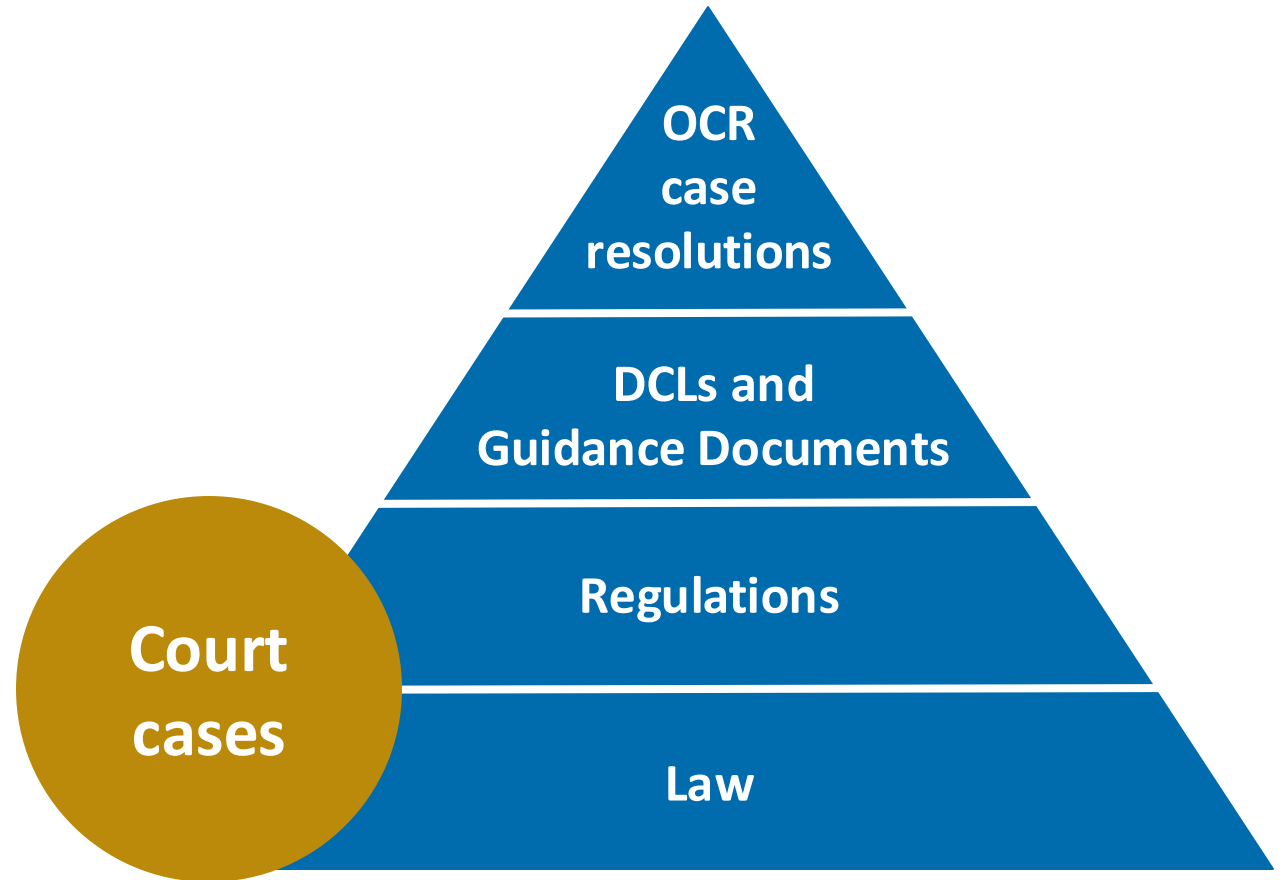 OCR
case
resolutions
DCLs and
Guidance Documents
Regulations
Court
cases
Law